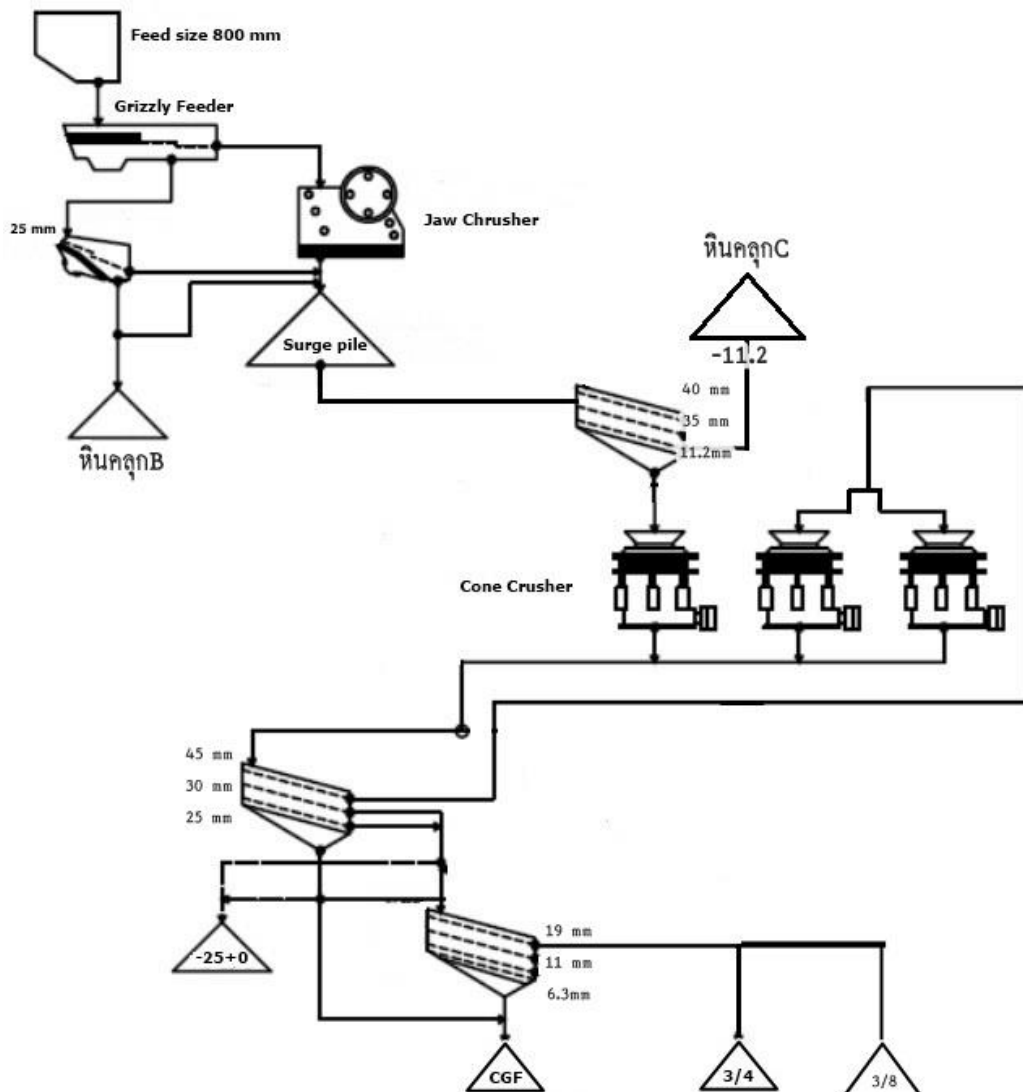 Feed size 800 mm
Grizzly Feeder
25 mm
Jaw Chrusher
หินคลุกC
Surge pile
-11.2
40 mm
35 mm
11.2mm
หินคลุกB
Cone Crusher
45 mm
30 mm
25 mm
-25+0
19 mm
11 mm
6.3mm
CGF
3/4
3/8